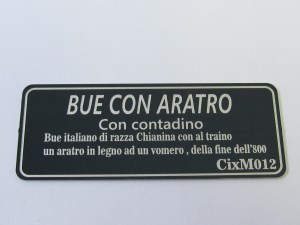 BUE CON ARATRO
Con contadino
Bue italiano di razza Chianina con al traino
un aratro in legno ad un vomero , della fine dell'800
CixM012